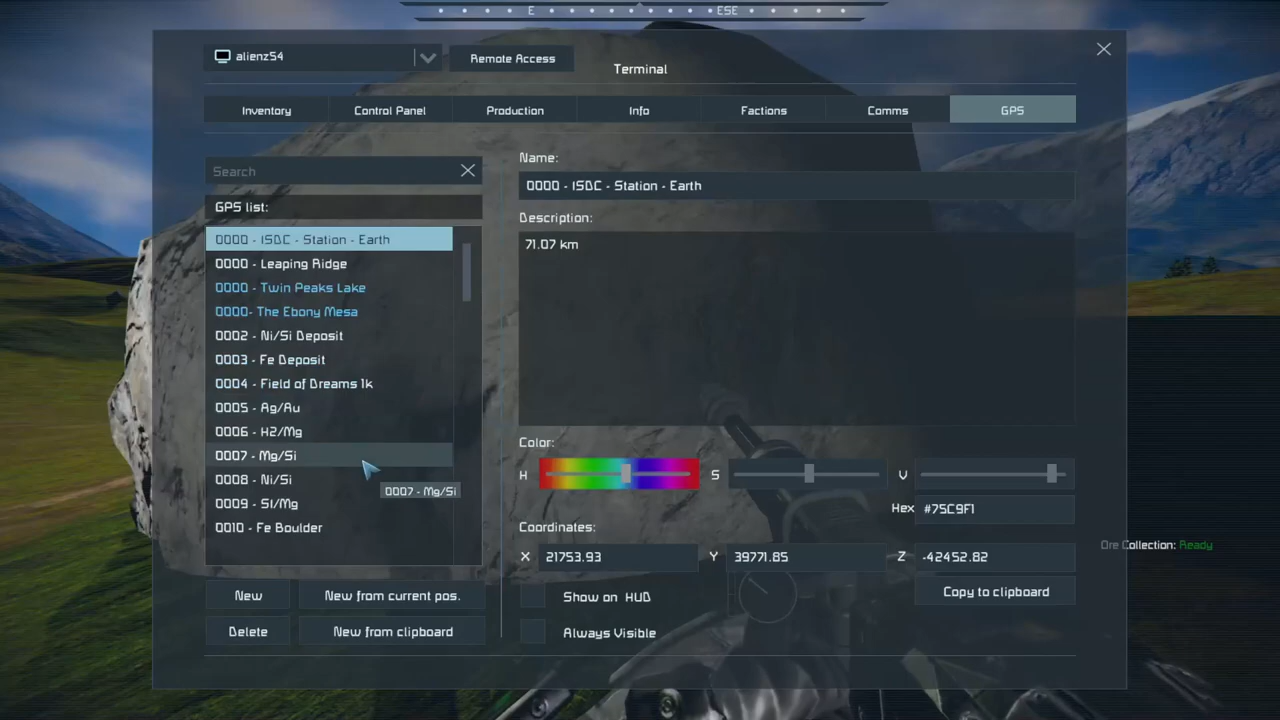 E
ESE
alienz54
Remote Access
Terminal
Inventory
Control Panel
Production
Info
Factions
Comms
GPS
Search
GPS list:
0000 - ISDC - Station - Earth
0000 - Leaping Ridge
0000 - Twin Peaks Lake
0000- The Ebony Mesa
0002 - Ni/Si Deposit
0003 - Fe Deposit
0004 - Field of Dreams 1k
0005 - Ag/Au
0006 - H2/Mg
0007 - Mg/Si
0008 - Ni/Si
0009 - S1/Mg
0010 - Fe Boulder
0007 - Mg/Si
New
New from current pos.
Delete
New from clipboard
Name:
0000 - ISDC - Station - Earth
Description:
71.07 km
Color:
H
S
V
Hex #75C9F1
Coordinates:
X 21753.93
Y 39771.85
Z -42452.82
Show on HUD
Copy to clipboard
Always Visible
Ore Collection: Ready